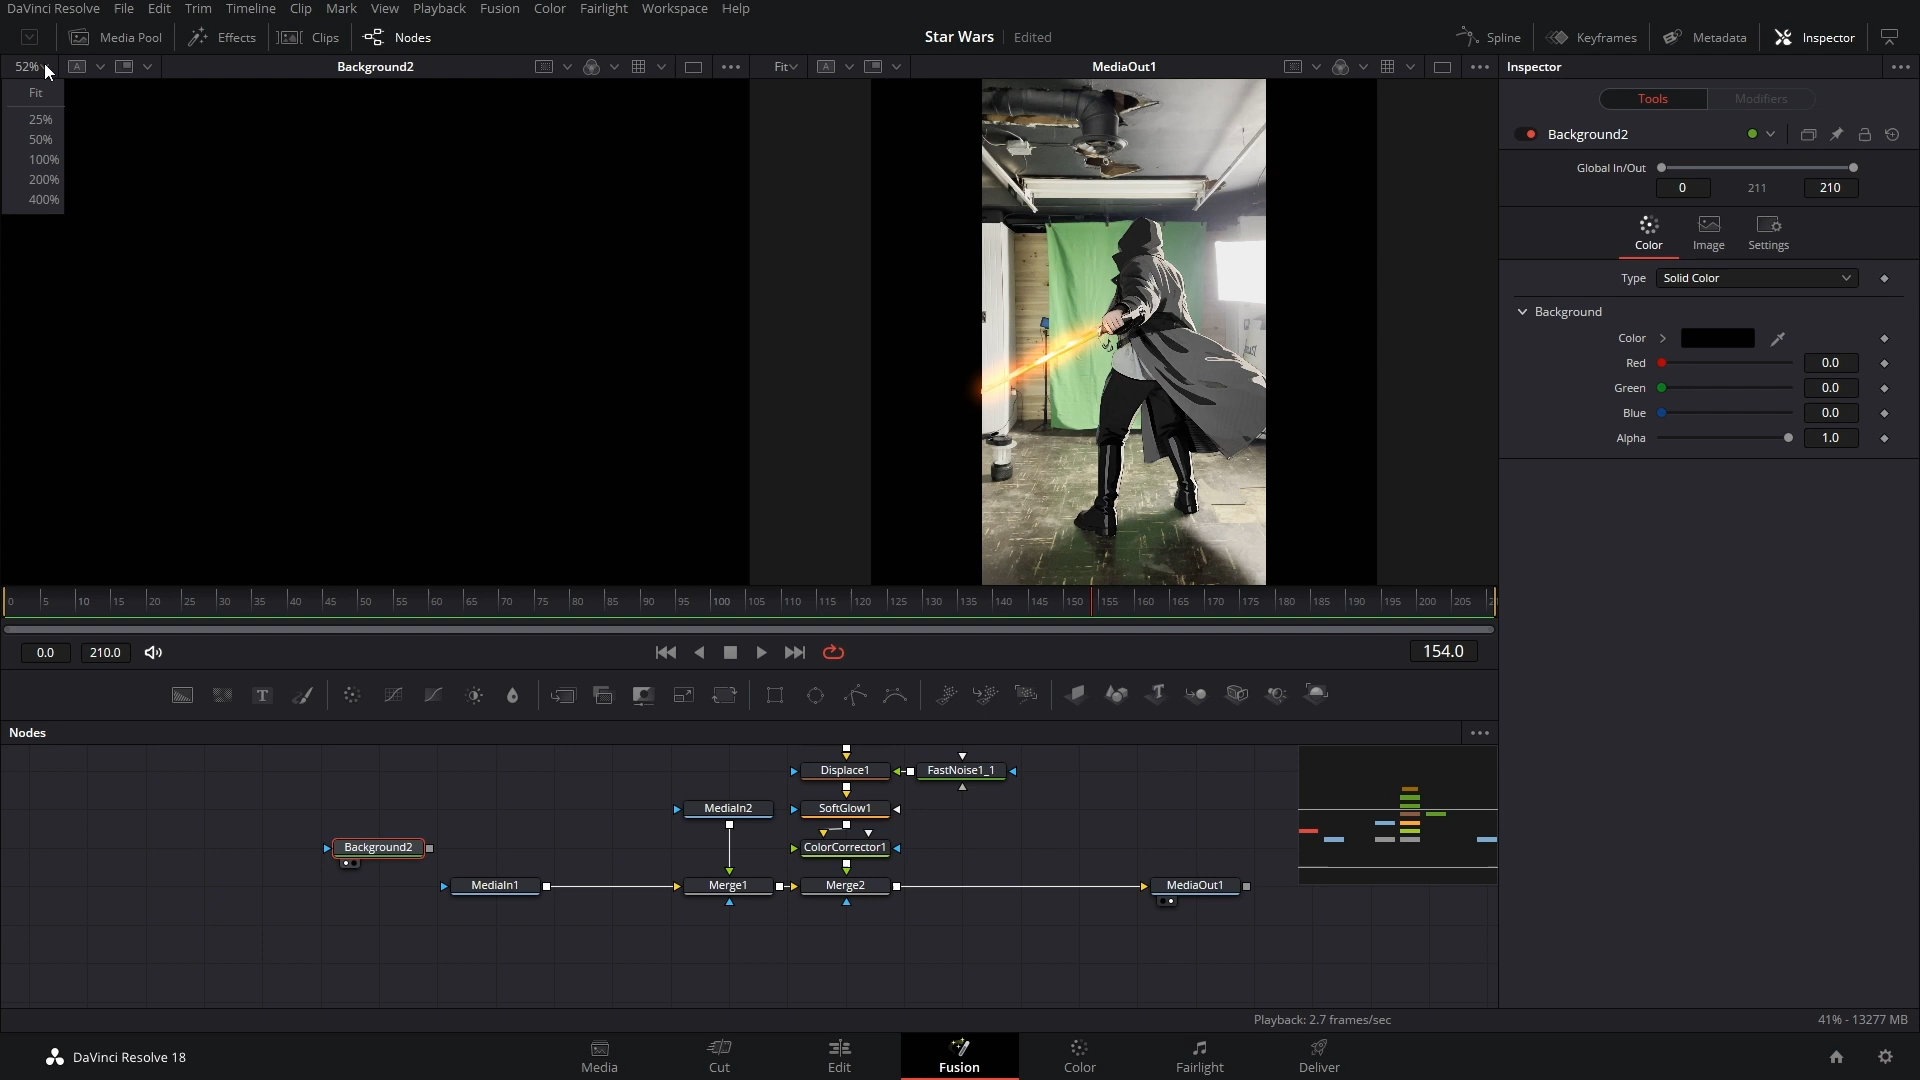 DaVinci Resolve File Edit Trim Timeline Clip Mark View Playback Fusion Color Fairlight Workspace Help
Media Pool Effects Clips Nodes Star Wars Edited Spline Keyframes Metadata Inspector
52% A Background2 Fit A MediaOut1 Inspector
Fit
25%
50%
100%
200%
400%
Tools Modifiers
Background2
Global In/Out
0 211 210
Color Image Settings
Type Solid Color
Background
Color
Red 0.0
Green 0.0
Blue 0.0
Alpha 1.0
0 5 10 15 20 25 30 35 40 45 50 55 60 65 70 75 80 85 90 95 100 105 110 115 120 125 130 135 140 145 150 155 160 165 170 175 180 185 190 195 200 205
0.0 210.0 154.0
T T
Nodes
Displace1 FastNoise1_1
MediaIn2 SoftGlow1
Background2 ColorCorrector1
MediaIn1 Merge1 Merge2 MediaOut1
Playback: 2.7 frames/sec 41% - 13277 MB
DaVinci Resolve 18 Media Cut Edit Fusion Color Fairlight Deliver